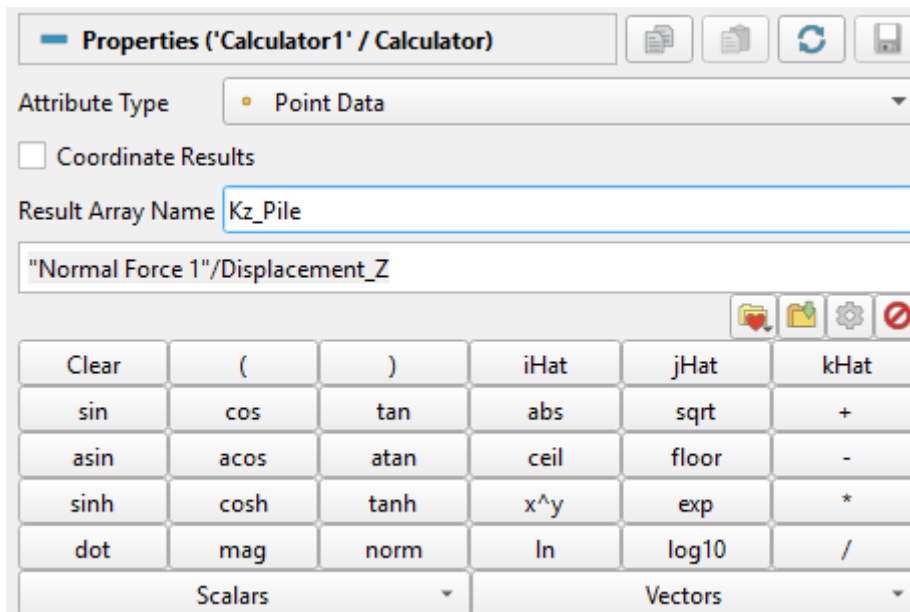 Properties ('Calculator1' / Calculator)
Attribute Type Point Data
Coordinate Results
Result Array Name Kz_Pile
"Normal Force 1"/Displacement_Z
Clear ( ) iHat jHat kHat
sin cos tan abs sqrt +
asin acos atan ceil floor -
sinh cosh tanh x^y exp *
dot mag norm ln log10 /
Scalars Vectors